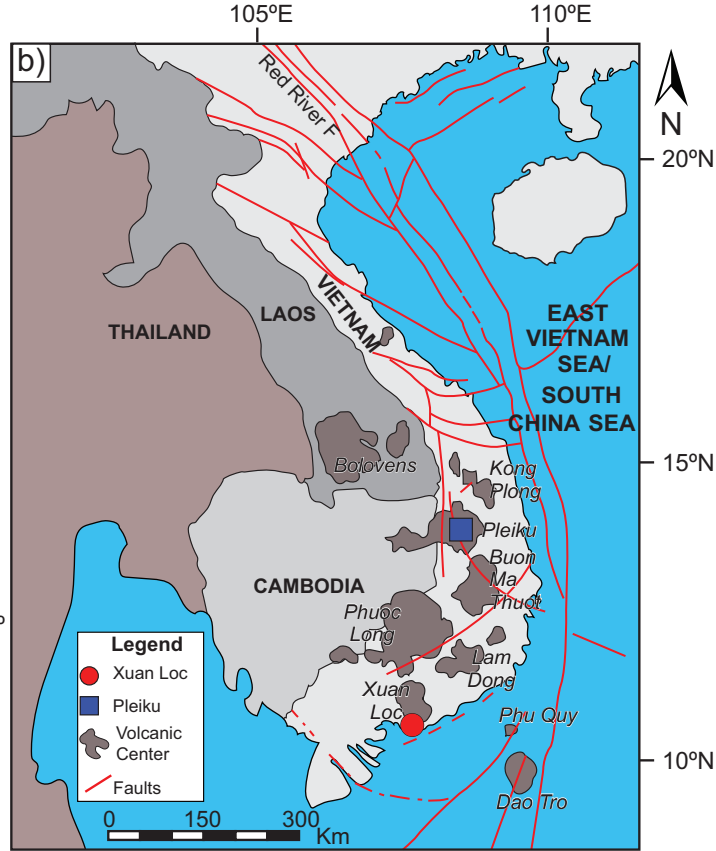 105ºE
110ºE
b)
Red River F
N
20ºN
VIETNAM
LAOS
THAILAND
EAST
VIETNAM
SEA/
SOUTH
CHINA SEA
15ºN
Bolovens
Kong
Plong
Pleiku
Buon
Ma
Thuot
CAMBODIA
Phuoc
Long
Lam
Dong
Xuan
Loc
Phu Quy
Dao Tro
10ºN
Legend
Xuan Loc
Pleiku
Volcanic
Center
Faults
0
150
300
Km